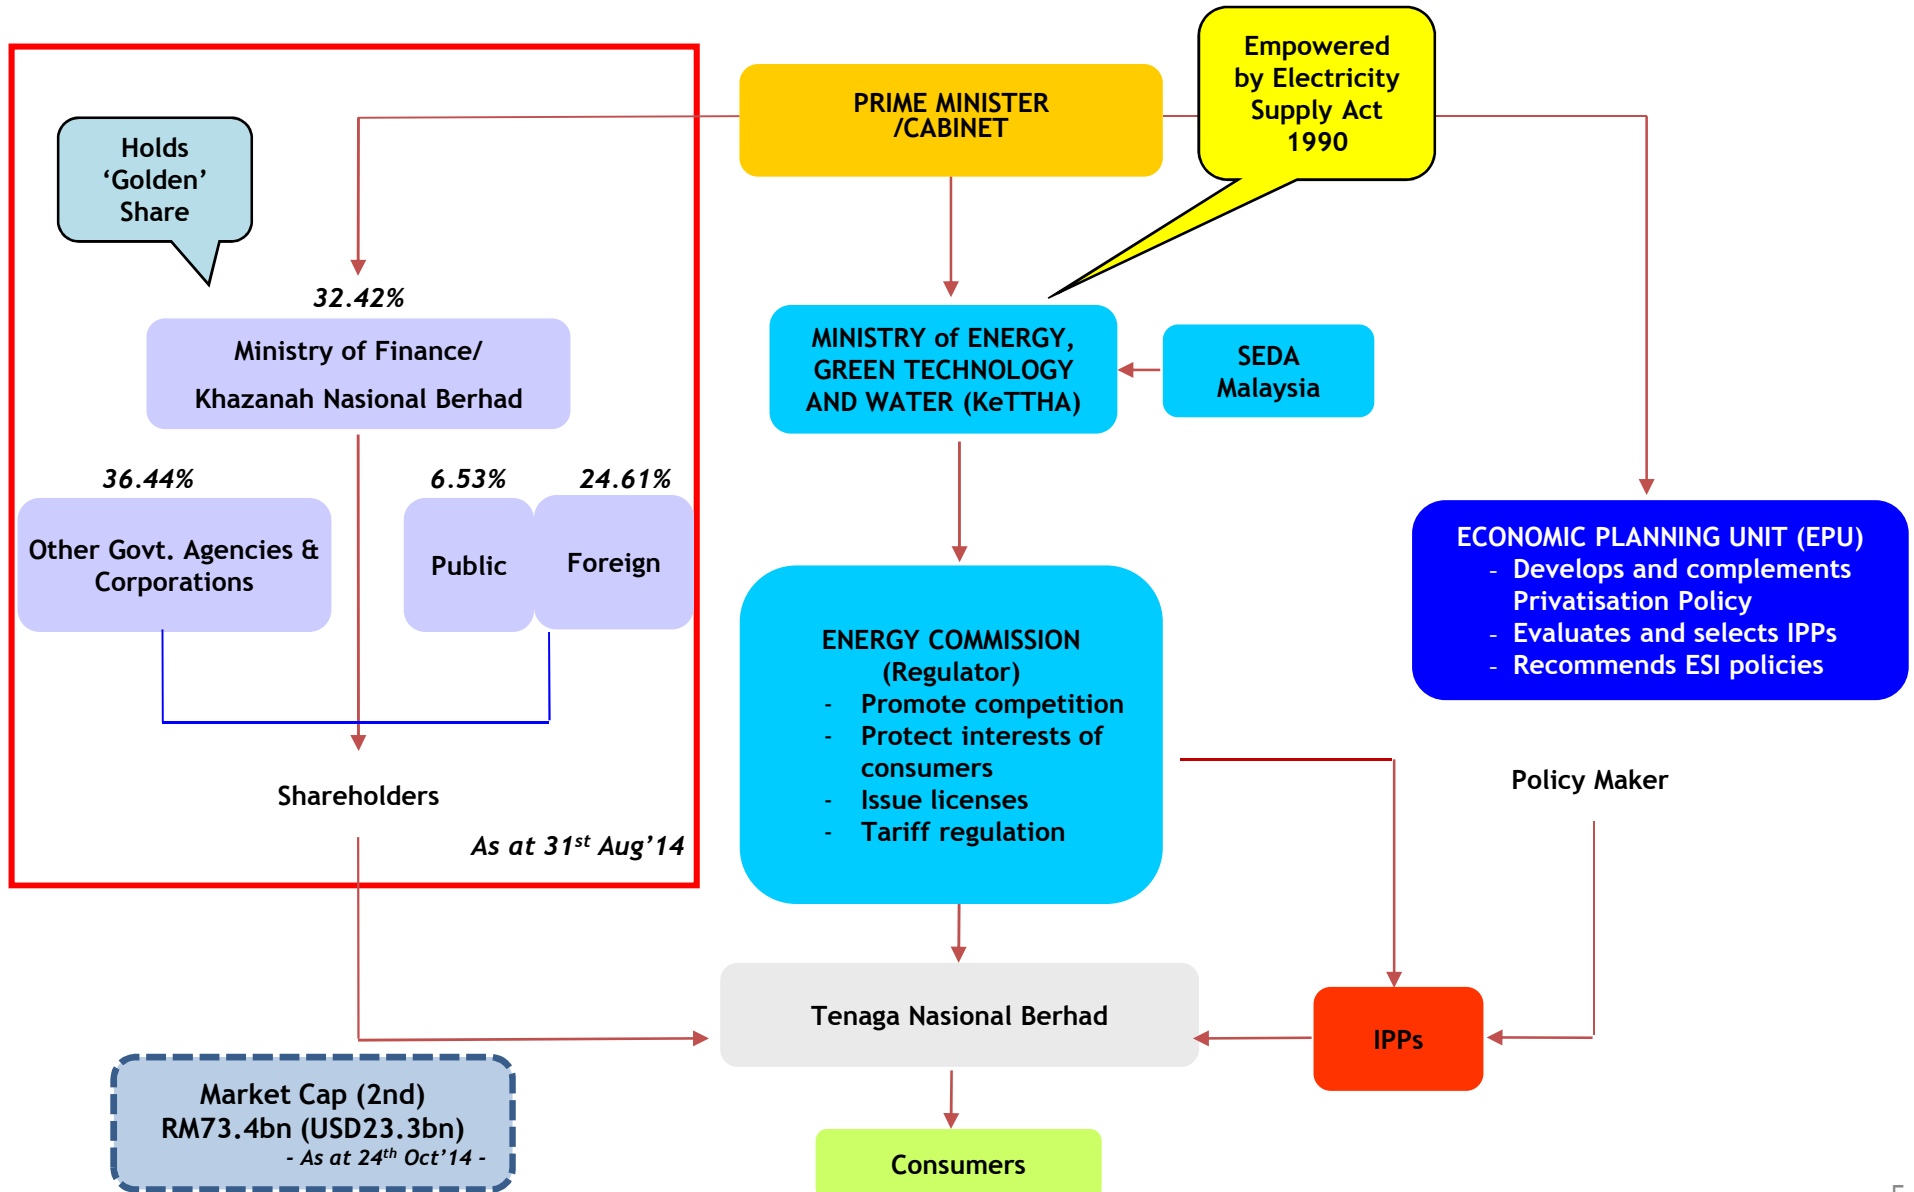 PRIME MINISTER
/CABINET
Empowered
by Electricity
Supply Act
1990
Holds
‘Golden’
Share
32.42%
Ministry of Finance/
Khazanah Nasional Berhad
MINISTRY of ENERGY,
GREEN TECHNOLOGY
AND WATER (KeTTHA)
SEDA
Malaysia
36.44%
6.53%
24.61%
Other Govt. Agencies &
Corporations
Public
Foreign
ECONOMIC PLANNING UNIT (EPU)
- Develops and complements
Privatisation Policy
- Evaluates and selects IPPs
- Recommends ESI policies
ENERGY COMMISSION
(Regulator)
- Promote competition
- Protect interests of
consumers
- Issue licenses
- Tariff regulation
Shareholders
As at 31st Aug’14
Policy Maker
Tenaga Nasional Berhad
IPPs
Market Cap (2nd)
RM73.4bn (USD23.3bn)
- As at 24th Oct’14 -
Consumers